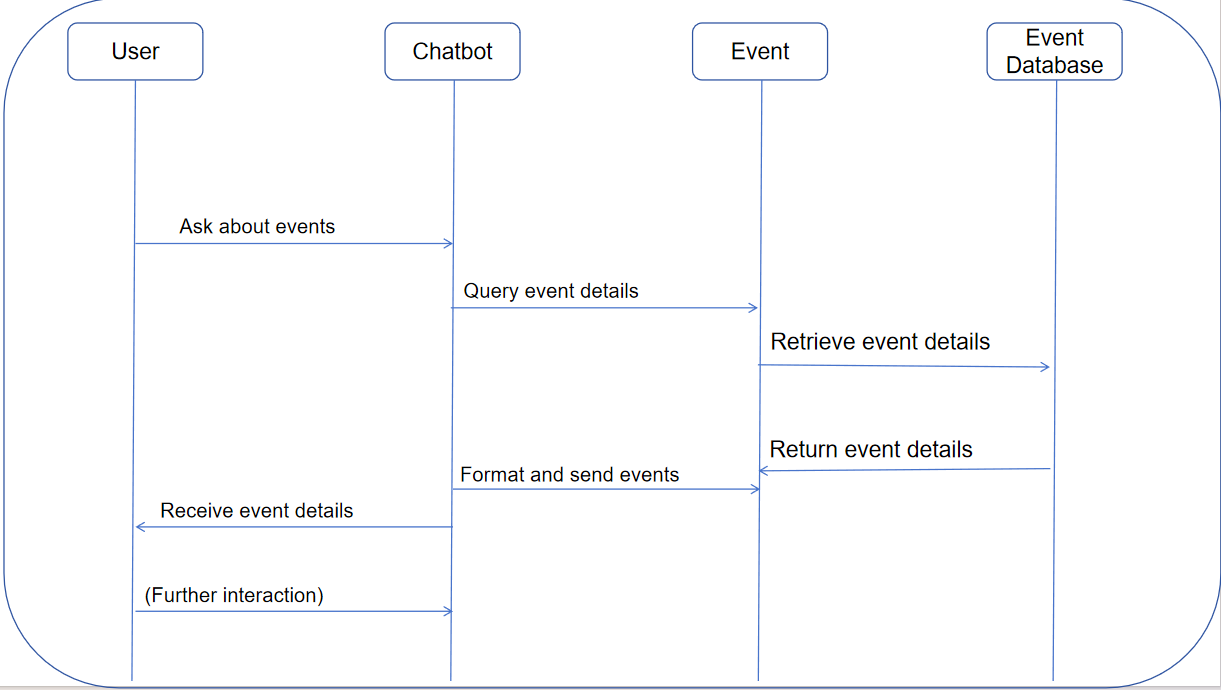 User
Chatbot
Event
Event
Database
Ask about events
Query event details
Retrieve event details
Return event details
Format and send events
Receive event details
(Further interaction)